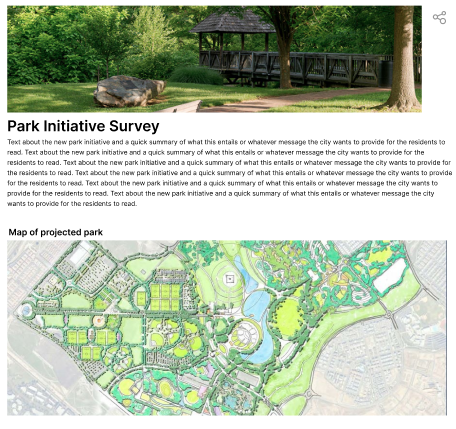 Park Initiative Survey
Text about the new park initiative and a quick summary of what this entails or whatever message the city wants to provide for the residents to
read. Text about the new park initiative and a quick summary of what this entails or whatever message the city wants to provide for the
residents to read. Text about the new park initiative and a quick summary of what this entails or whatever message the city wants to provide for
the residents to read. Text about the new park initiative and a quick summary of what this entails or whatever message the city wants to provide
for the residents to read. Text about the new park initiative and a quick summary of what this entails or whatever message the city wants to
provide for the residents to read. Text about the new park initiative and a quick summary of what this entails or whatever message the city
wants to provide for the residents to read.
Map of projected park